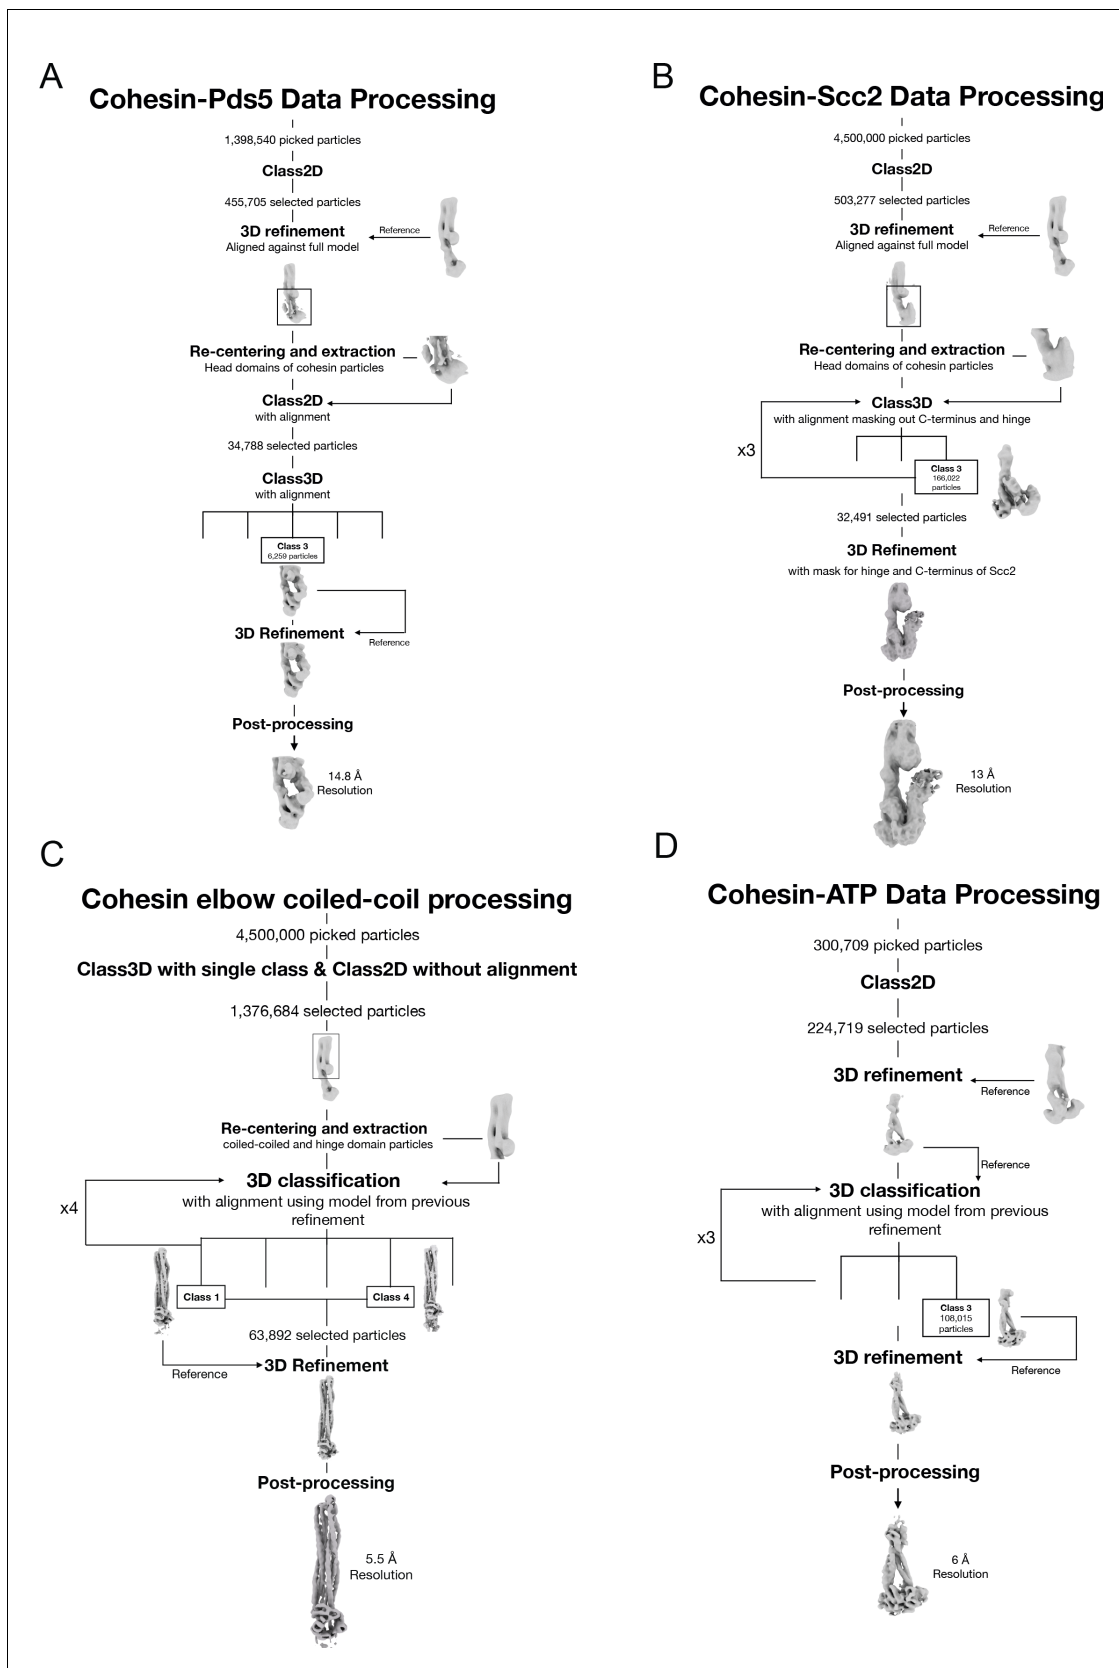 A
Cohesin-Pds5 Data Processing
1,398,540 picked particles
Class2D
455,705 selected particles
3D refinement
Aligned against full model
Reference
Re-centering and extraction
Head domains of cohesin particles
Class2D
with alignment
34,788 selected particles
Class3D
with alignment
Class 3
6,259 particles
3D Refinement
Reference
Post-processing
14.8 Å
Resolution
B
Cohesin-Scc2 Data Processing
4,500,000 picked particles
Class2D
503,277 selected particles
3D refinement
Aligned against full model
Reference
Re-centering and extraction
Head domains of cohesin particles
Class3D
with alignment masking out C-terminus and hinge
x3
Class 3
166,022
particles
32,491 selected particles
3D Refinement
with mask for hinge and C-terminus of Scc2
Post-processing
13 Å
Resolution
C
Cohesin elbow coiled-coil processing
4,500,000 picked particles
Class3D with single class & Class2D without alignment
1,376,684 selected particles
Re-centering and extraction
coiled-coiled and hinge domain particles
3D classification
with alignment using model from previous
refinement
x4
Class 1
Class 4
63,892 selected particles
3D Refinement
Reference
Post-processing
5.5 Å
Resolution
D
Cohesin-ATP Data Processing
300,709 picked particles
Class2D
224,719 selected particles
3D refinement
Reference
Reference
3D classification
with alignment using model from previous
refinement
x3
Class 3
108,015
particles
3D refinement
Reference
Post-processing
6 Å
Resolution